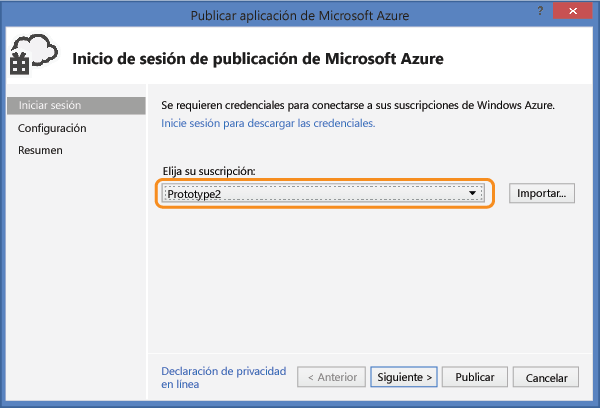 Publicar aplicación de Microsoft Azure
?
Inicio de sesión de publicación de Microsoft Azure
Iniciar sesión
Configuración
Resumen
Se requieren credenciales para conectarse a sus suscripciones de Windows Azure.
Inicie sesión para descargar las credenciales.
Elija su suscripción:
Prototype2
Importar...
Declaración de privacidad
en línea
< Anterior
Siguiente >
Publicar
Cancelar